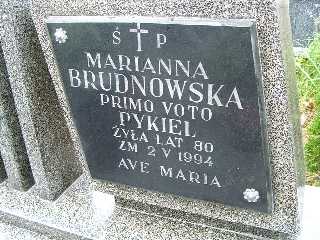 Ś † P
MARIANNA
BRUDNOWSKA
PRIMO VOTO
PYKIEL
ŻYŁA LAT 80
ZM 2 V 1994
AVE MARIA